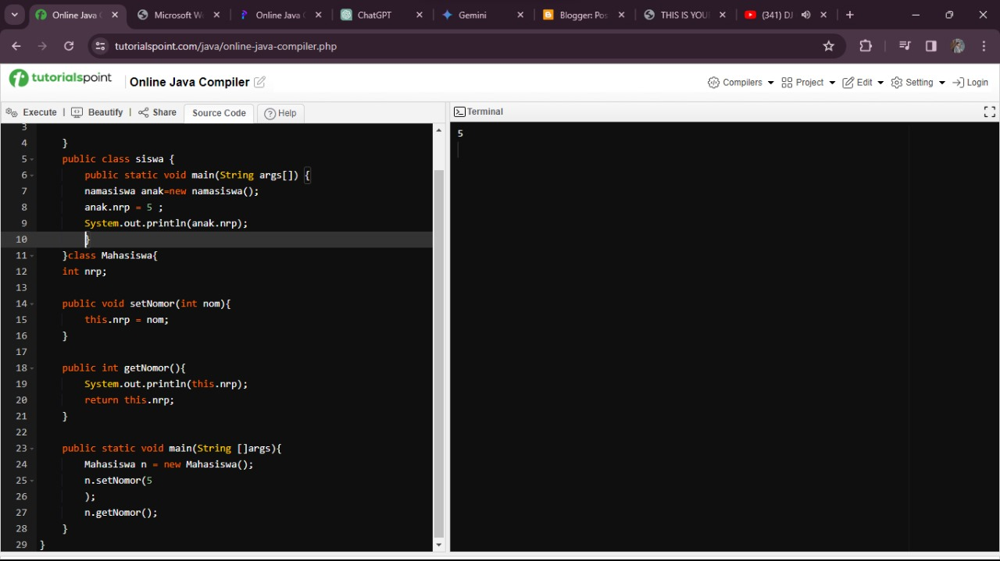 Online Java C
Microsoft W
Online Java C
ChatGPT
Gemini
Blogger: Pos
THIS IS YOU
(341) DJ
tutorialspoint.com/java/online-java-compiler.php
tutorialspoint
Online Java Compiler
Compilers
Project
Edit
Setting
Login
Execute | Beautify | Share
Source Code
Help
Terminal
3
4 }
5 public class siswa {
6 public static void main(String args[]) {
7 namasiswa anak=new namasiswa();
8 anak.nrp = 5 ;
9 System.out.println(anak.nrp);
10 }
11 }class Mahasiswa{
12 int nrp;
13
14 public void setNomor(int nom){
15 this.nrp = nom;
16 }
17
18 public int getNomor(){
19 System.out.println(this.nrp);
20 return this.nrp;
21 }
22
23 public static void main(String []args){
24 Mahasiswa n = new Mahasiswa();
25 n.setNomor(5
26 );
27 n.getNomor();
28 }
29 }
5